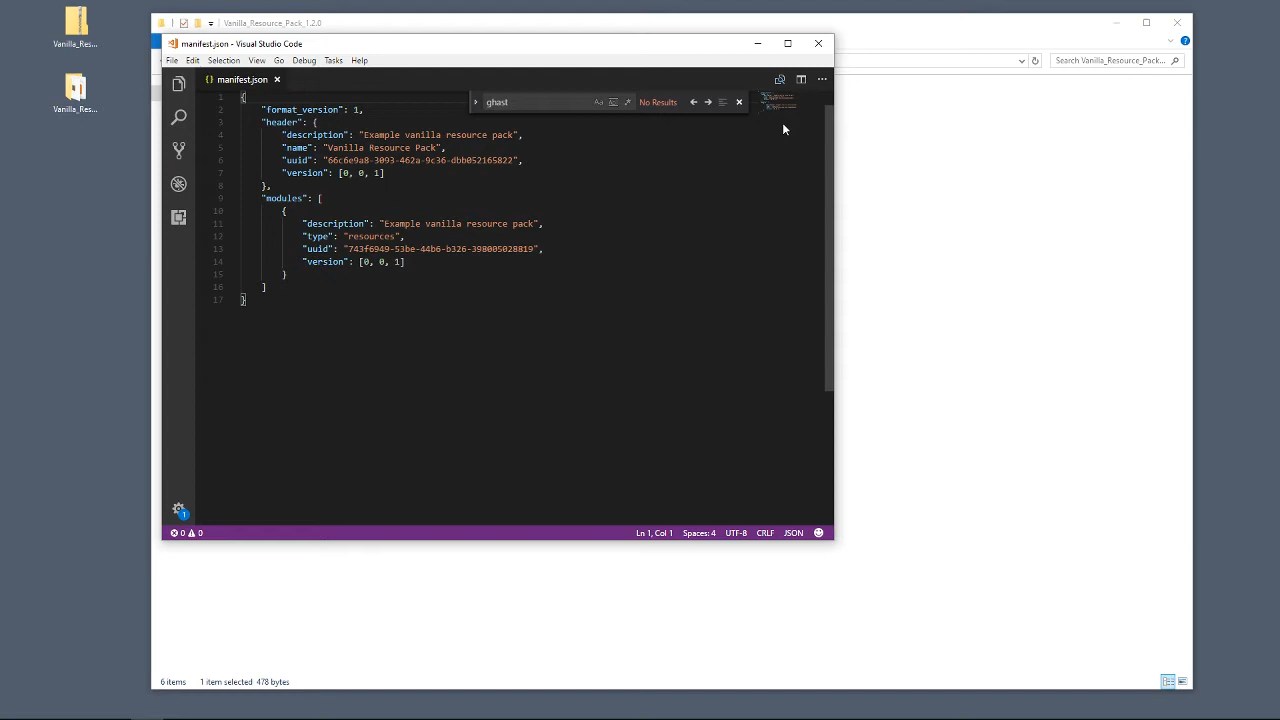 Vanilla_Resource_Pack_1.2.0
Vanilla_Res...
Vanilla_Res...
manifest.json - Visual Studio Code
File Edit Selection View Go Debug Tasks Help
Search Vanilla_Resource_Pack...
manifest.json
ghast
No Results
1 {
2 "format_version": 1,
3 "header": {
4 "description": "Example vanilla resource pack",
5 "name": "Vanilla Resource Pack",
6 "uuid": "66c6e9a8-3093-462a-9c36-dbb052165822",
7 "version": [0, 0, 1]
8 },
9 "modules": [
10 {
11 "description": "Example vanilla resource pack",
12 "type": "resources",
13 "uuid": "743f6949-53be-44b6-b326-398005028819",
14 "version": [0, 0, 1]
15 }
16 ]
17 }
1
0 0
Ln 1, Col 1 Spaces: 4 UTF-8 CRLF JSON
6 items 1 item selected 478 bytes